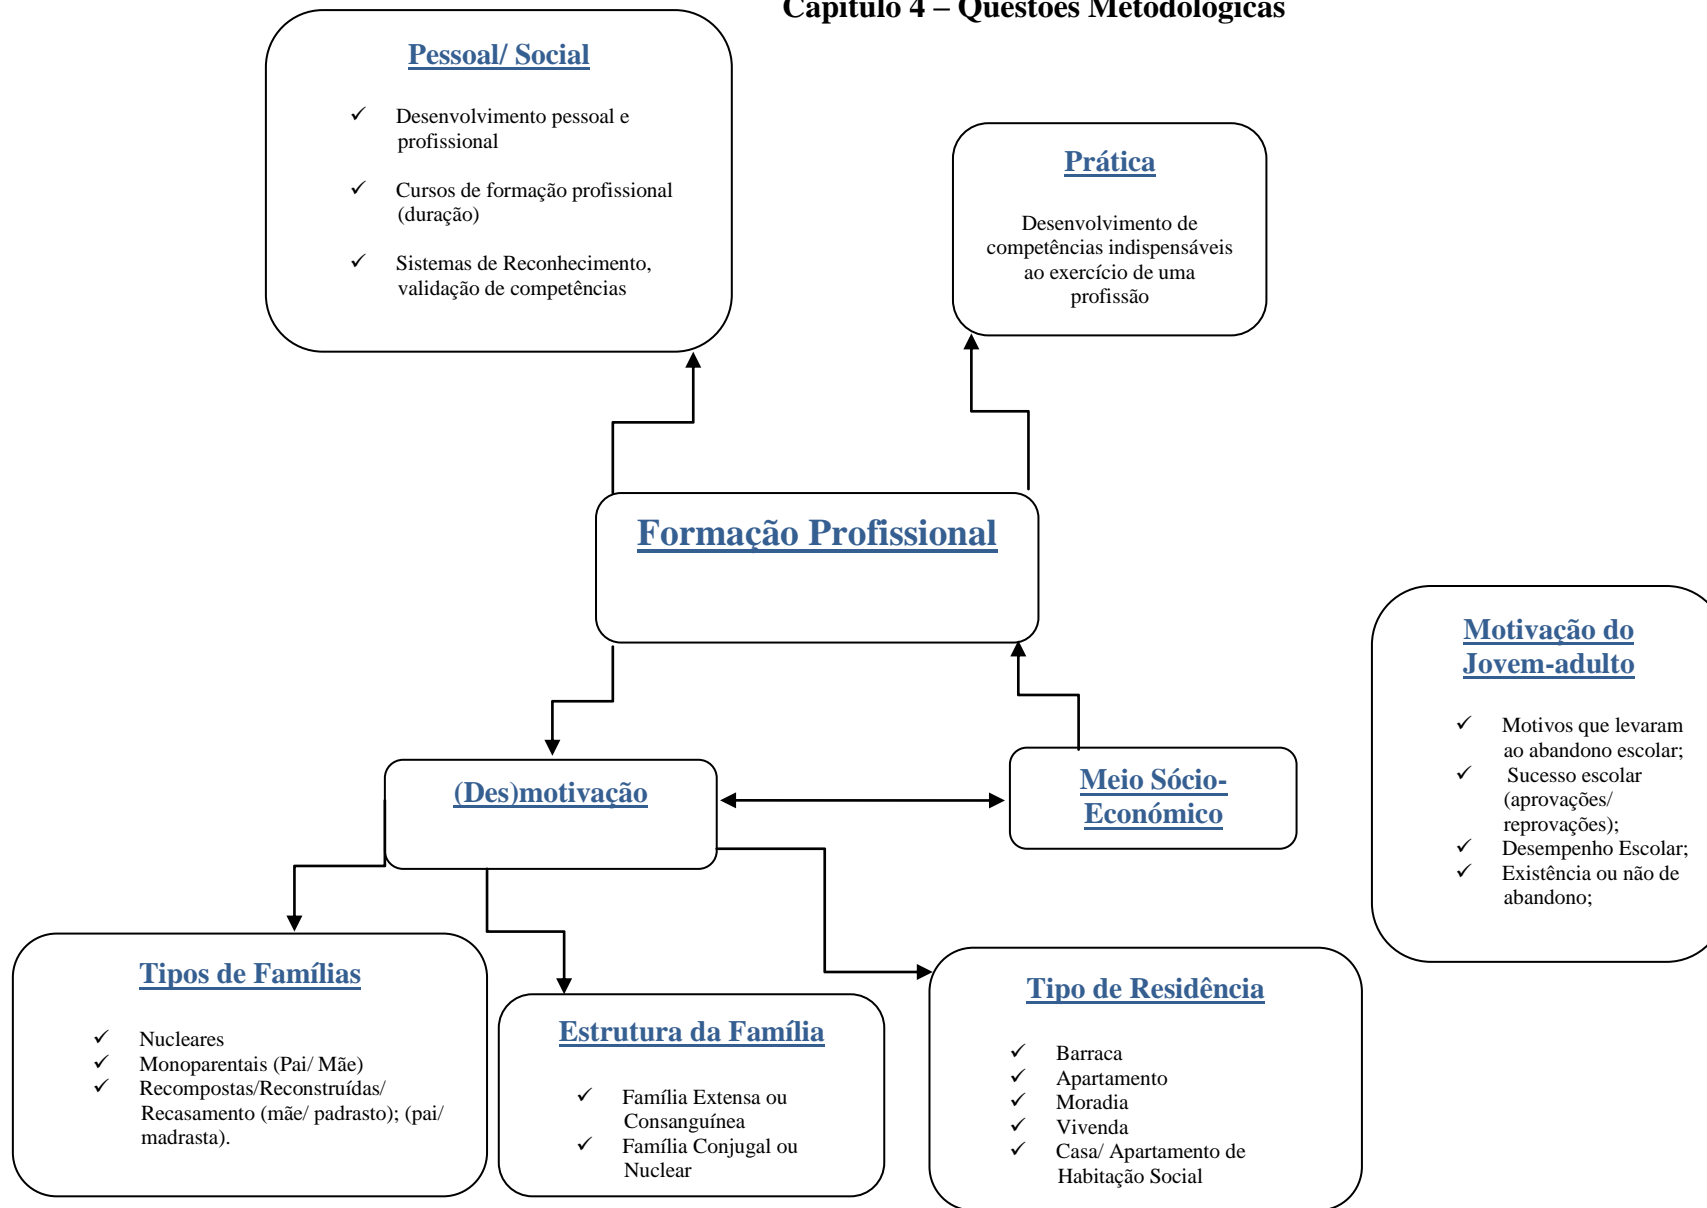 Capítulo 4 – Questões Metodológicas
Pessoal/ Social
✓ Desenvolvimento pessoal e
profissional
✓ Cursos de formação profissional
(duração)
✓ Sistemas de Reconhecimento,
validação de competências
Prática
Desenvolvimento de
competências indispensáveis
ao exercício de uma
profissão
Formação Profissional
Motivação do
Jovem-adulto
✓ Motivos que levaram
ao abandono escolar;
✓ Sucesso escolar
(aprovações/
reprovações);
✓ Desempenho Escolar;
✓ Existência ou não de
abandono;
(Des)motivação
Meio Sócio-
Económico
Tipos de Famílias
✓ Nucleares
✓ Monoparentais (Pai/ Mãe)
✓ Recompostas/Reconstruídas/
Recasamento (mãe/ padrasto); (pai/
madrasta).
Estrutura da Família
✓ Família Extensa ou
Consanguínea
✓ Família Conjugal ou
Nuclear
Tipo de Residência
✓ Barraca
✓ Apartamento
✓ Moradia
✓ Vivenda
✓ Casa/ Apartamento de
Habitação Social